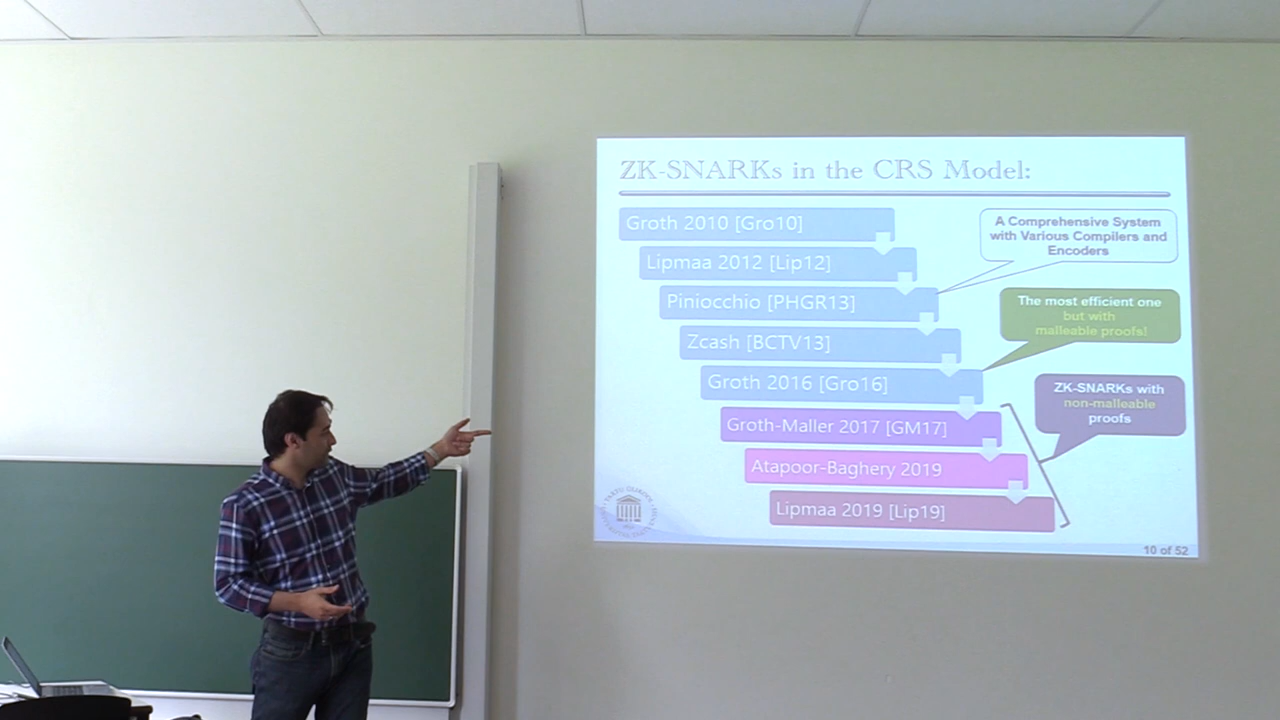 ZK-SNARKs in the CRS Model:
Groth 2010 [Gro10]
Lipmaa 2012 [Lip12]
Piniocchio [PHGR13]
Zcash [BCTV13]
Groth 2016 [Gro16]
Groth-Maller 2017 [GM17]
Atapoor-Baghery 2019
Lipmaa 2019 [Lip19]
A Comprehensive System
with Various Compilers and
Encoders
The most efficient one
but with
malleable proofs!
ZK-SNARKs with
non-malleable
proofs
10 of 52